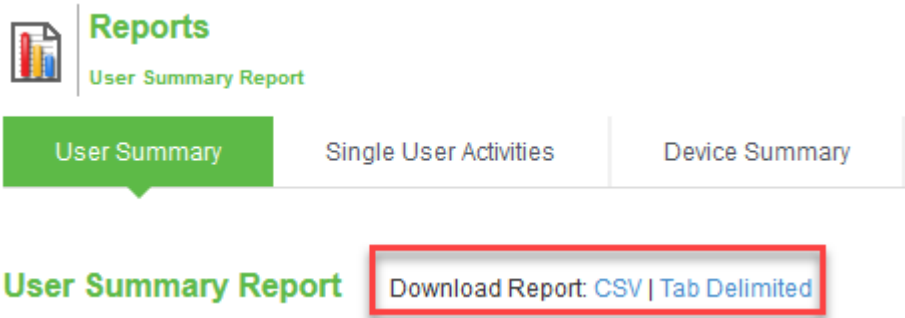 Reports
User Summary Report
User Summary Single User Activities Device Summary
User Summary Report Download Report: CSV | Tab Delimited